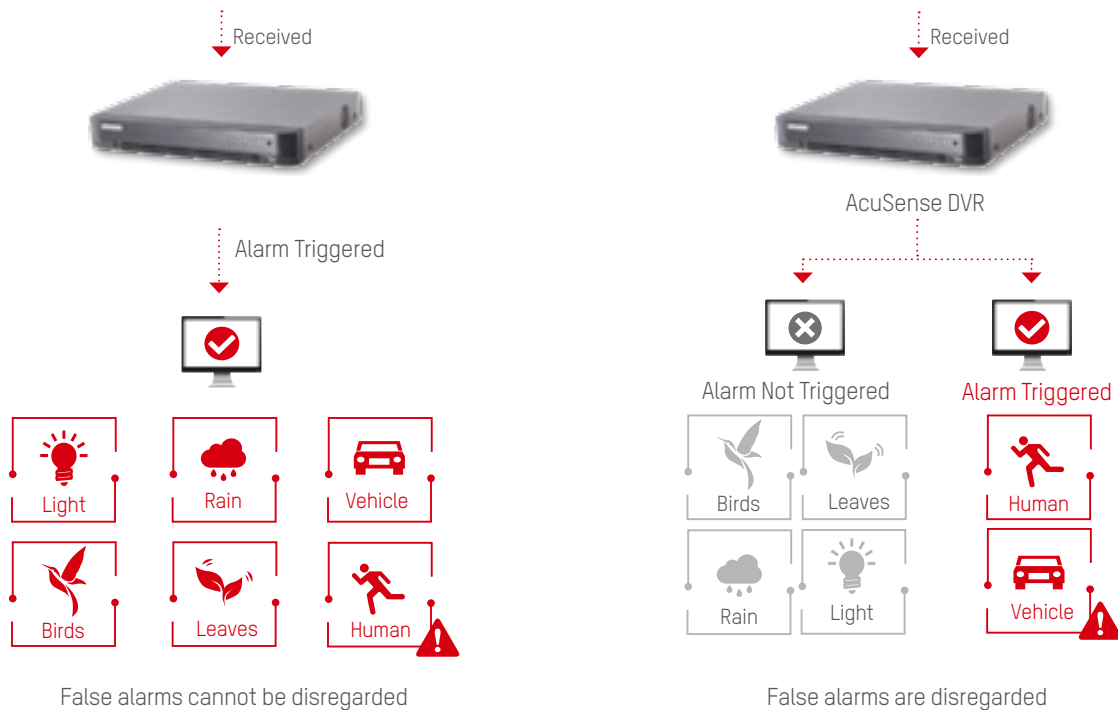 Received
Alarm Triggered
Light
Rain
Vehicle
Birds
Leaves
Human
False alarms cannot be disregarded
Received
AcuSense DVR
Alarm Not Triggered
Alarm Triggered
Birds
Leaves
Human
Rain
Light
Vehicle
False alarms are disregarded